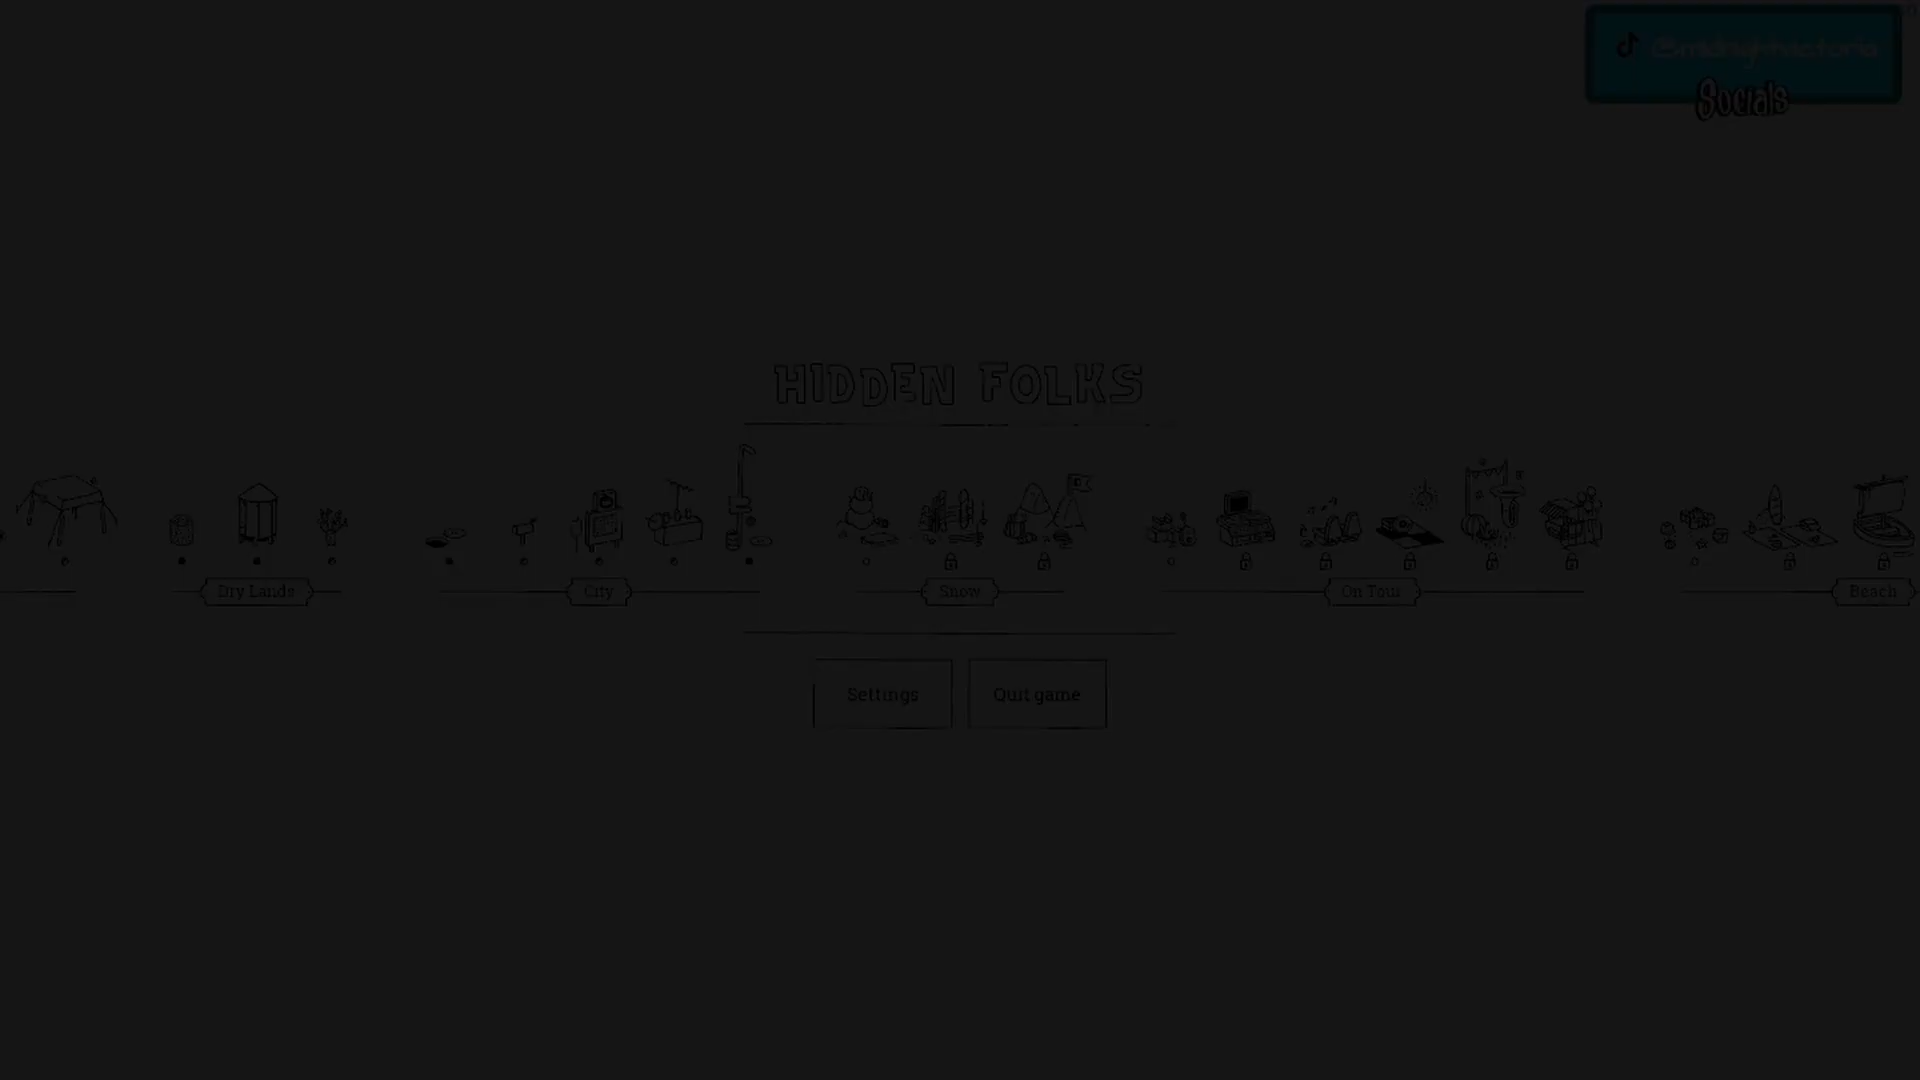 Socials
HIDDEN FOLKS
Dry Lands
City
Snow
On Tour
Beach
Settings
Quit game